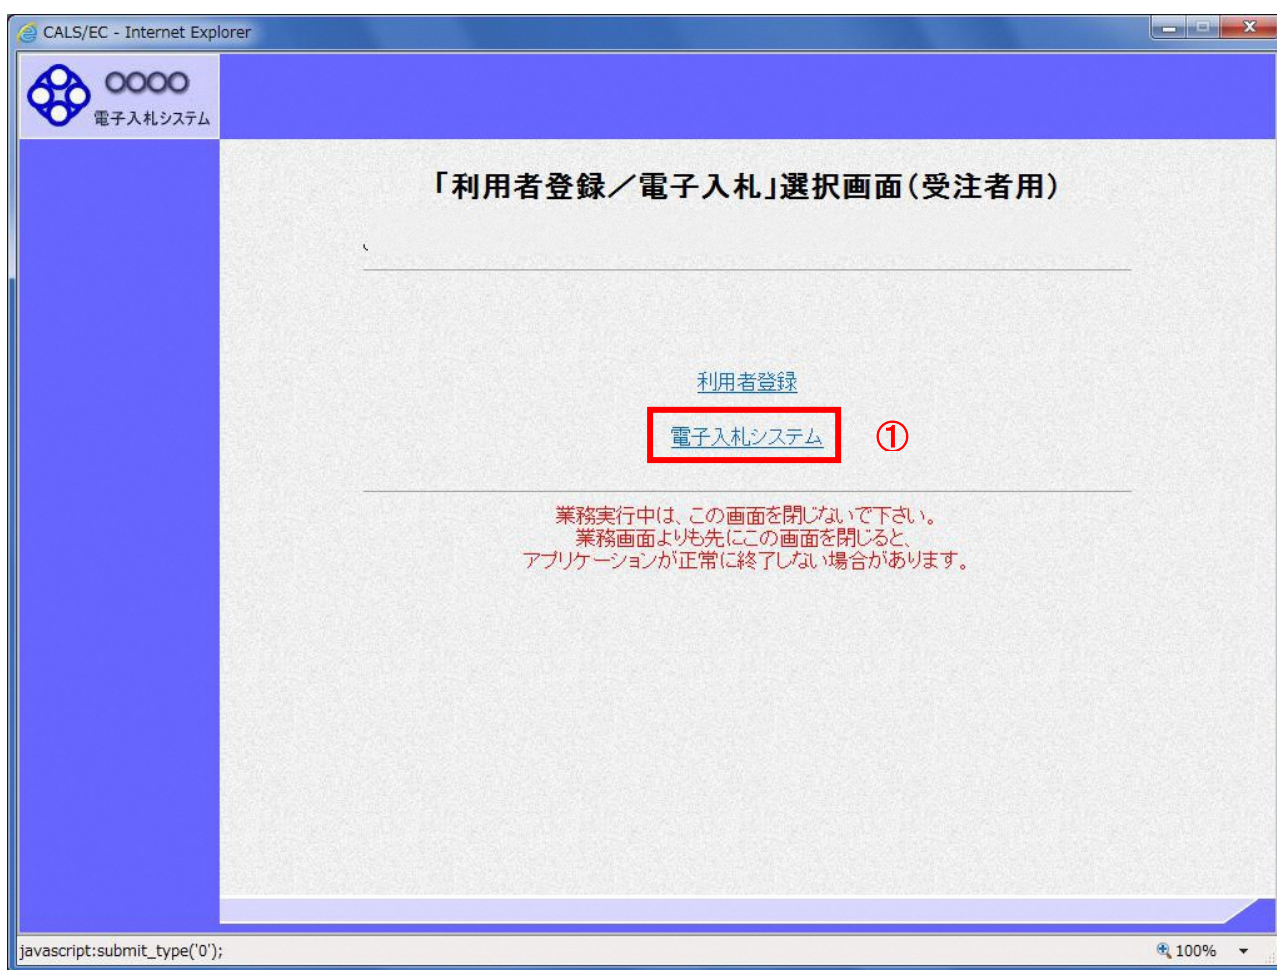 CALS/EC - Internet Explorer
○○○○
電子入札システム
「利用者登録／電子入札」選択画面(受注者用)
利用者登録
電子入札システム ①
業務実行中は、この画面を閉じないで下さい。
業務画面よりも先にこの画面を閉じると、
アプリケーションが正常に終了しない場合があります。
javascript:submit_type('0');
100%